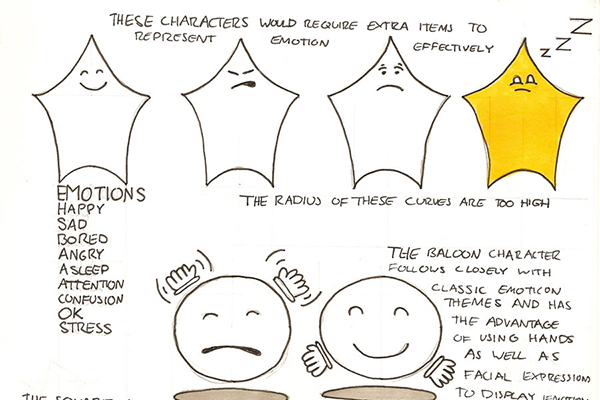 THESE CHARACTERS WOULD REQUIRE EXTRA ITEMS TO
REPRESENT EMOTION EFFECTIVELY
Z Z Z
EMOTIONS
HAPPY
SAD
BORED
ANGRY
ASLEEP
ATTENTION
CONFUSION
OK
STRESS
THE RADIUS OF THESE CURVES ARE TOO HIGH
THE BALOON CHARACTER
FOLLOWS CLOSELY WITH
CLASSIC EMOTICON
THEMES AND HAS
THE ADVANTAGE
OF USING HANDS
AS WELL AS
FACIAL EXPRESSIONS
TO DISPLAY EMOTION
THE SQUARE